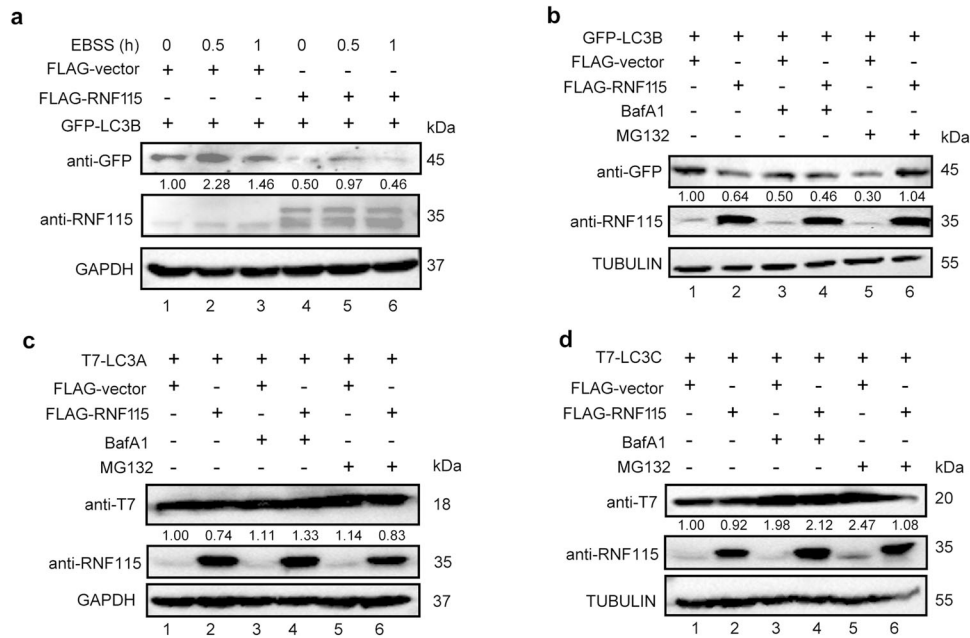 a
EBSS (h) 0 0.5 1 0 0.5 1
FLAG-vector + + + - - -
FLAG-RNF115 - - - + + +
GFP-LC3B + + + + + + kDa
anti-GFP 45
1.00 2.28 1.46 0.50 0.97 0.46
anti-RNF115 35
GAPDH 37
1 2 3 4 5 6
b
GFP-LC3B + + + + + +
FLAG-vector + - + - + -
FLAG-RNF115 - + - + - +
BafA1 - - + + - -
MG132 - - - - + + kDa
anti-GFP 45
1.00 0.64 0.50 0.46 0.30 1.04
anti-RNF115 35
TUBULIN 55
1 2 3 4 5 6
c
T7-LC3A + + + + + +
FLAG-vector + - + - + -
FLAG-RNF115 - + - + - +
BafA1 - - + + - -
MG132 - - - - + + kDa
anti-T7 18
1.00 0.74 1.11 1.33 1.14 0.83
anti-RNF115 35
GAPDH 37
1 2 3 4 5 6
d
T7-LC3C + + + + + +
FLAG-vector + - + - + -
FLAG-RNF115 - + - + - +
BafA1 - - + + - -
MG132 - - - - + + kDa
anti-T7 20
1.00 0.92 1.98 2.12 2.47 1.08
anti-RNF115 35
TUBULIN 55
1 2 3 4 5 6